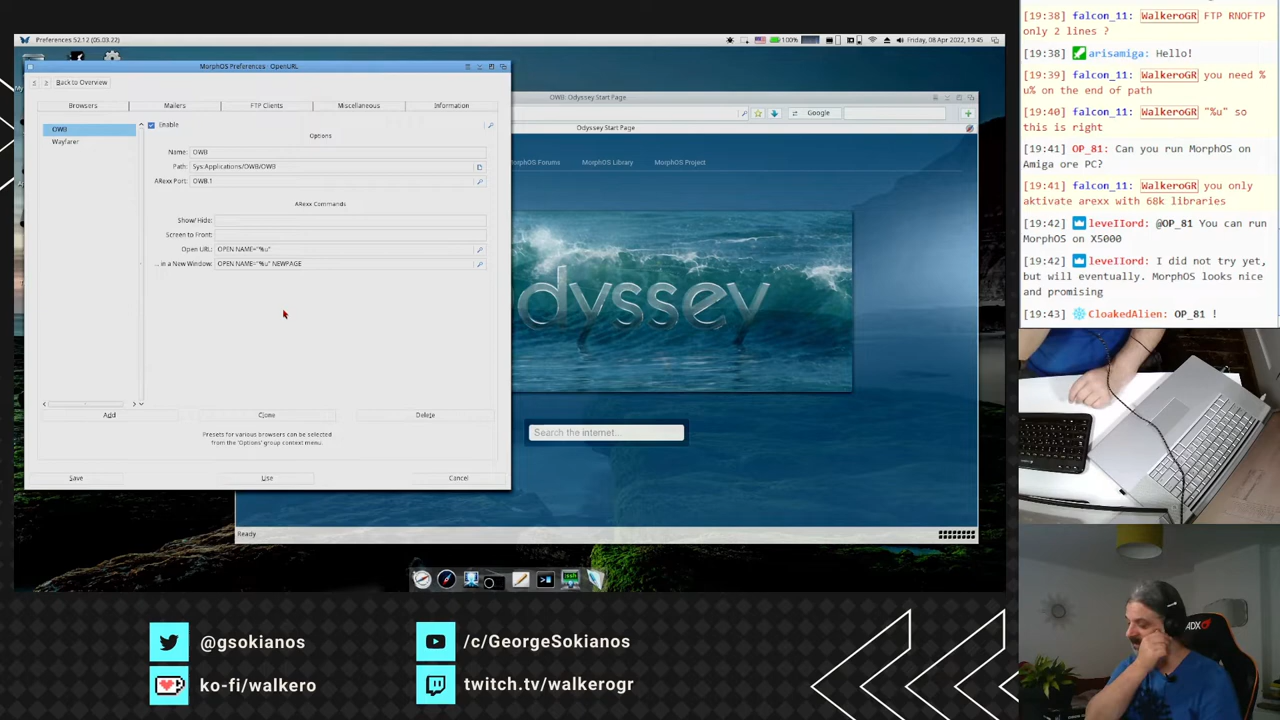 Preferences 52.12 (05.03.22)
100%
Friday, 08 Apr 2022, 19:45
MorphOS Preferences · OpenURL
Back to Overview
Browsers
Mailers
FTP Clients
Miscellaneous
Information
OWB
Wayfarer
Enable
Options
Name: OWB
Path: Sys:Applications/OWB/OWB
ARexx Port: OWB.1
ARexx Commands
Show/Hide:
Screen to Front:
Open URL: OPEN NAME="%u"
... in a New Window: OPEN NAME="%u" NEWPAGE
Add
Clone
Delete
Presets for various browsers can be selected
from the 'Options' group context menu.
Save
Use
Cancel
OWB: Odyssey Start Page
Google
Odyssey Start Page
MorphOS Library
MorphOS Project
dyssey
Search the internet...
Ready
[19:38] falcon_11: WalkeroGR FTP RNOFTP
only 2 lines ?
[19:38] arisamiga: Hello!
[19:39] falcon_11: WalkeroGR you need %
u% on the end of path
[19:40] falcon_11: WalkeroGR "%u" so
this is right
[19:41] OP_81: Can you run MorphOS on
Amiga ore PC?
[19:41] falcon_11: WalkeroGR you only
aktivate arexx with 68k libraries
[19:42] leveIIord: @OP_81 You can run
MorphOS on X5000
[19:42] leveIIord: I did not try yet,
but will eventually. MorphOS looks nice
and promising
[19:43] CloakedAlien: OP_81 !
ADX
@gsokianos
/c/GeorgeSokianos
ko-fi/walkero
twitch.tv/walkerogr